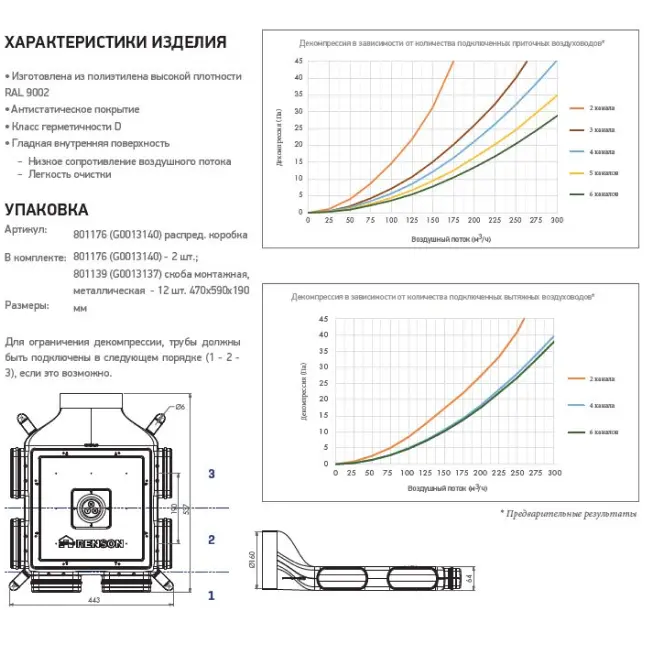 ХАРАКТЕРИСТИКИ ИЗДЕЛИЯ
• Изготовлена из полиэтилена высокой плотности
RAL 9002
• Антистатическое покрытие
• Класс герметичности D
• Гладкая внутренняя поверхность
– Низкое сопротивление воздушного потока
– Легкость очистки
УПАКОВКА
Артикул: 801176 (G0013140) распред. коробка
В комплекте: 801176 (G0013140) - 2 шт.;
801139 (G0013137) скоба монтажная,
металлическая - 12 шт. 470x590x190
Размеры: мм
Для ограничения декомпрессии, трубы должны
быть подключены в следующем порядке (1 - 2 -
3), если это возможно.
Ø6
3
190
537
2
RENSON
1
443
Декомпрессия в зависимости от количества подключенных приточных воздуховодов*
Декомпрессия (Па)
45
40
35
30
25
20
15
10
5
0
0 25 50 75 100 125 150 175 200 225 250 275 300
Воздушный поток (м³/ч)
2 канала
3 канала
4 канала
5 каналов
6 каналов
Декомпрессия в зависимости от количества подключенных вытяжных воздуховодов*
Декомпрессия (Па)
45
40
35
30
25
20
15
10
5
0
0 25 50 75 100 125 150 175 200 225 250 275 300
Воздушный поток (м³/ч)
2 канала
4 канала
6 каналов
* Предварительные результаты
Ø160
64